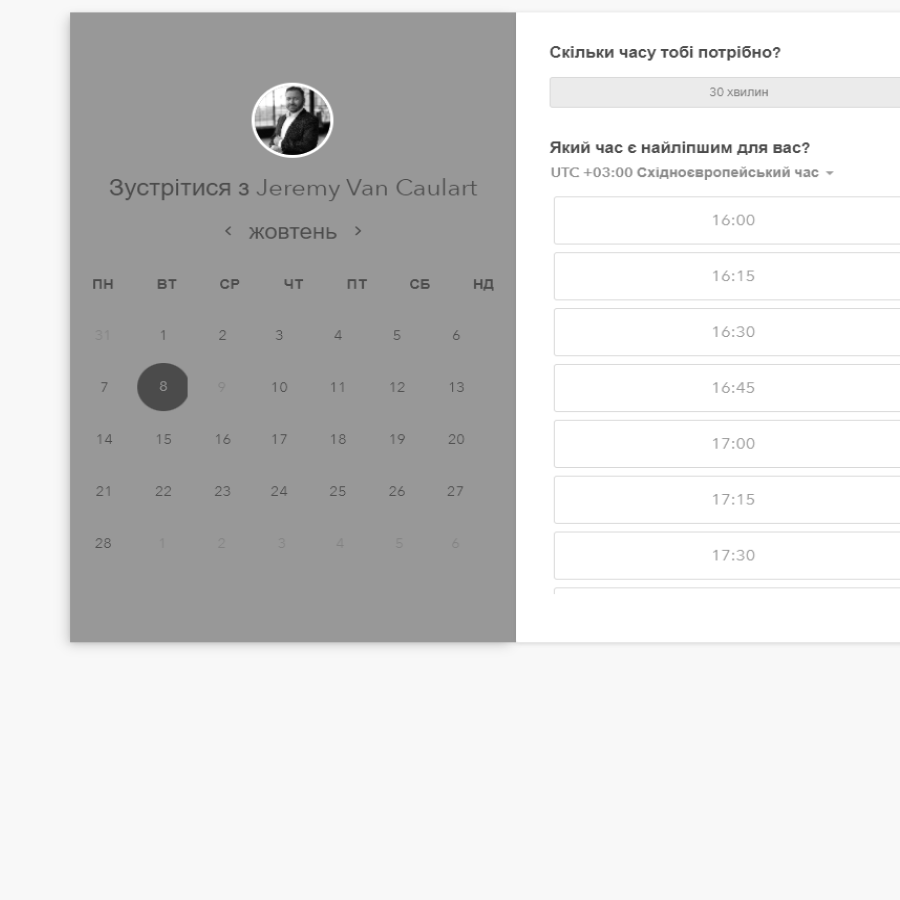 Зустрітися з Jeremy Van Caulart
< жовтень >
ПН ВТ СР ЧТ ПТ СБ НД
31 1 2 3 4 5 6
7 8 9 10 11 12 13
14 15 16 17 18 19 20
21 22 23 24 25 26 27
28 1 2 3 4 5 6
Скільки часу тобі потрібно?
30 хвилин
Який час є найліпшим для вас?
UTC +03:00 Східноєвропейський час
16:00
16:15
16:30
16:45
17:00
17:15
17:30